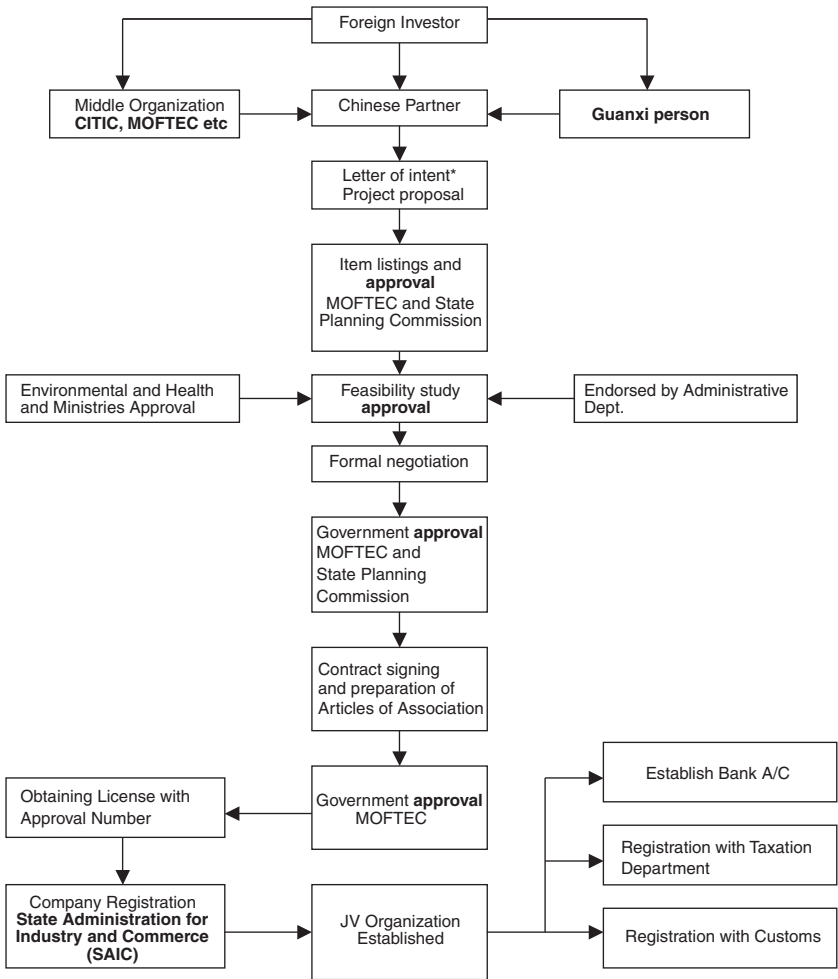 Foreign Investor
Middle Organization
CITIC, MOFTEC etc
Chinese Partner
Guanxi person
Letter of intent*
Project proposal
Item listings and
approval
MOFTEC and State
Planning Commission
Environmental and Health
and Ministries Approval
Feasibility study
approval
Endorsed by Administrative
Dept.
Formal negotiation
Government approval
MOFTEC and
State Planning
Commission
Contract signing
and preparation of
Articles of Association
Obtaining License with
Approval Number
Government approval
MOFTEC
Establish Bank A/C
Registration with Taxation
Department
Company Registration
State Administration for
Industry and Commerce
(SAIC)
JV Organization
Established
Registration with Customs